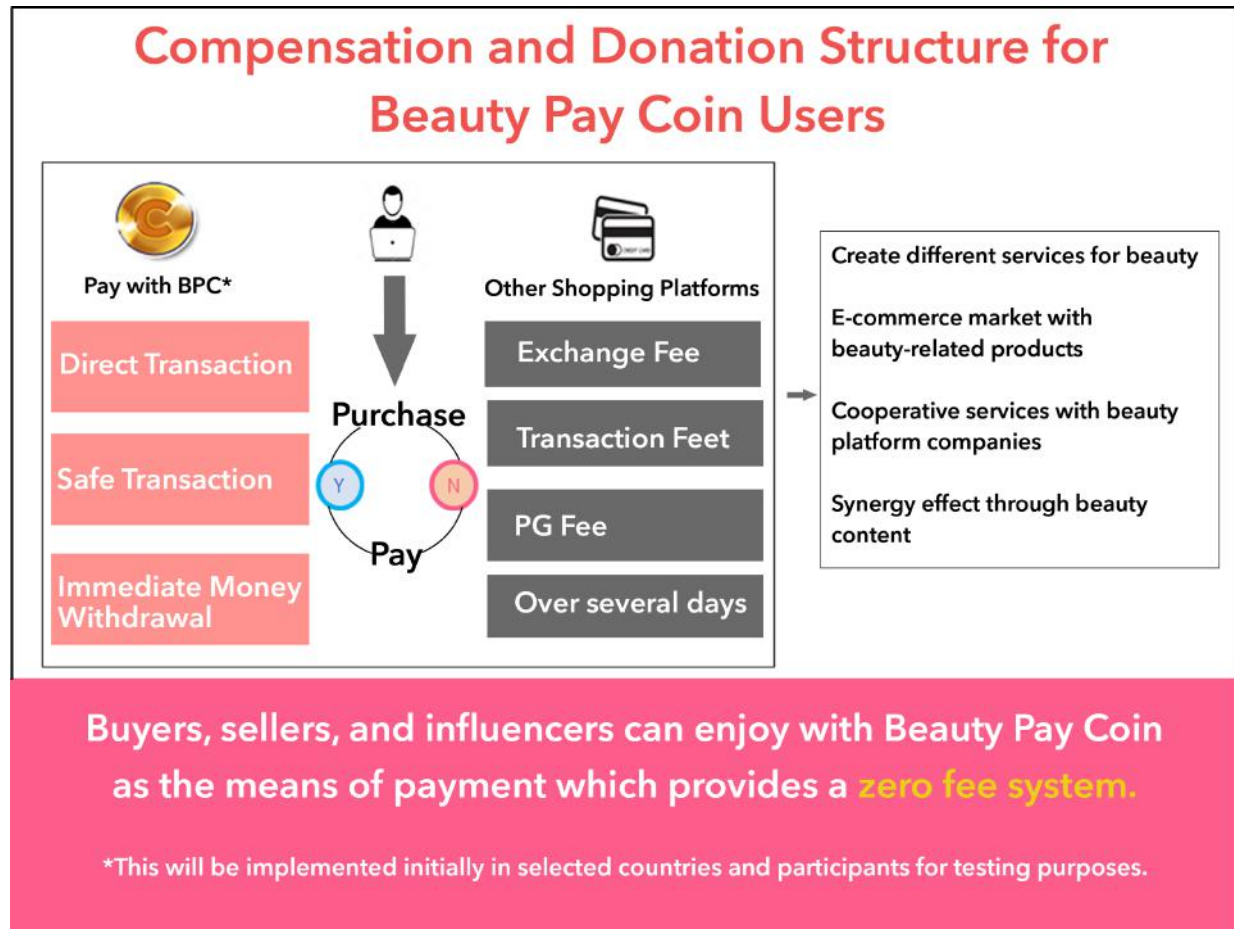 Compensation and Donation Structure for
Beauty Pay Coin Users
C
Pay with BPC*
Direct Transaction
Safe Transaction
Immediate Money
Withdrawal
Purchase
Y
N
Pay
CREDIT CARD
Other Shopping Platforms
Exchange Fee
Transaction Feet
PG Fee
Over several days
Create different services for beauty
E-commerce market with
beauty-related products
Cooperative services with beauty
platform companies
Synergy effect through beauty
content
Buyers, sellers, and influencers can enjoy with Beauty Pay Coin
as the means of payment which provides a zero fee system.
*This will be implemented initially in selected countries and participants for testing purposes.